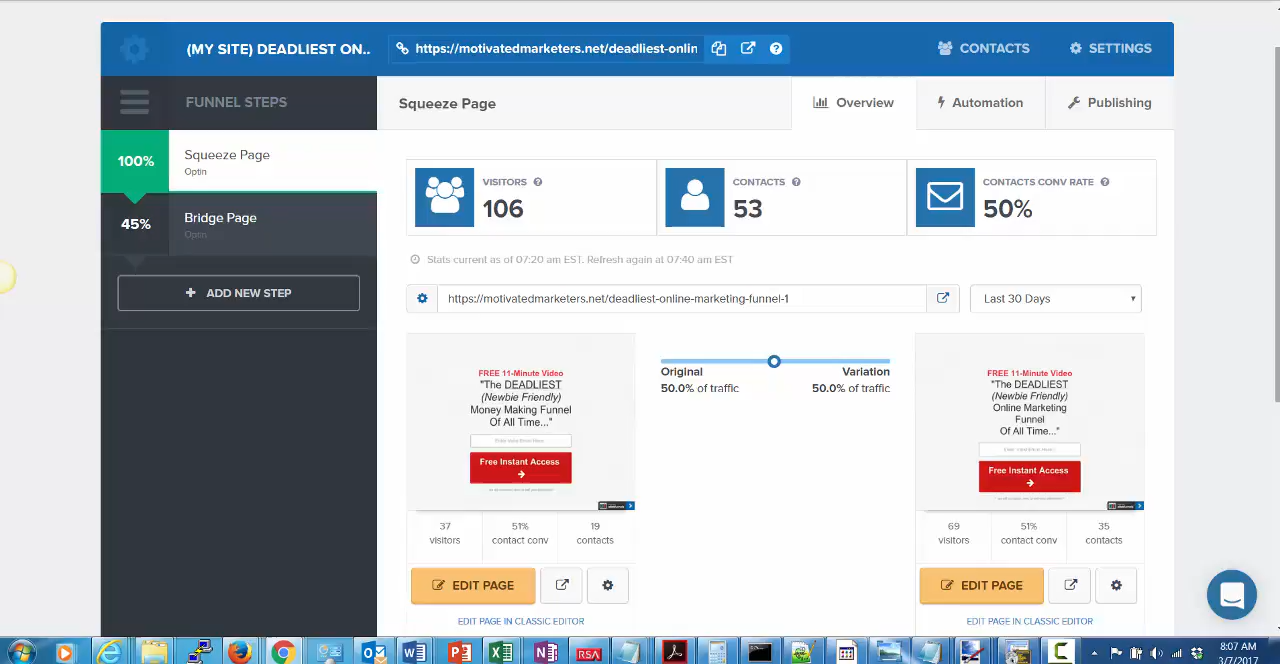 (MY SITE) DEADLIEST ON..
https://motivatedmarketers.net/deadliest-onlin
CONTACTS
SETTINGS
FUNNEL STEPS
Squeeze Page
Overview
Automation
Publishing
100%
Squeeze Page
Optin
45%
Bridge Page
Optin
ADD NEW STEP
VISITORS
106
CONTACTS
53
CONTACTS CONV RATE
50%
Stats current as of 07:20 am EST. Refresh again at 07:40 am EST
https://motivatedmarketers.net/deadliest-online-marketing-funnel-1
Last 30 Days
FREE 11-Minute Video
"The DEADLIEST
(Newbie Friendly)
Money Making Funnel
Of All Time..."
Free Instant Access
Original
50.0% of traffic
Variation
50.0% of traffic
FREE 11-Minute Video
"The DEADLIEST
(Newbie Friendly)
Online Marketing
Funnel
Of All Time..."
Free Instant Access
37
visitors
51%
contact conv
19
contacts
69
visitors
51%
contact conv
35
contacts
EDIT PAGE
EDIT PAGE
EDIT PAGE IN CLASSIC EDITOR
EDIT PAGE IN CLASSIC EDITOR
RSA
8:07 AM
3/7/2017